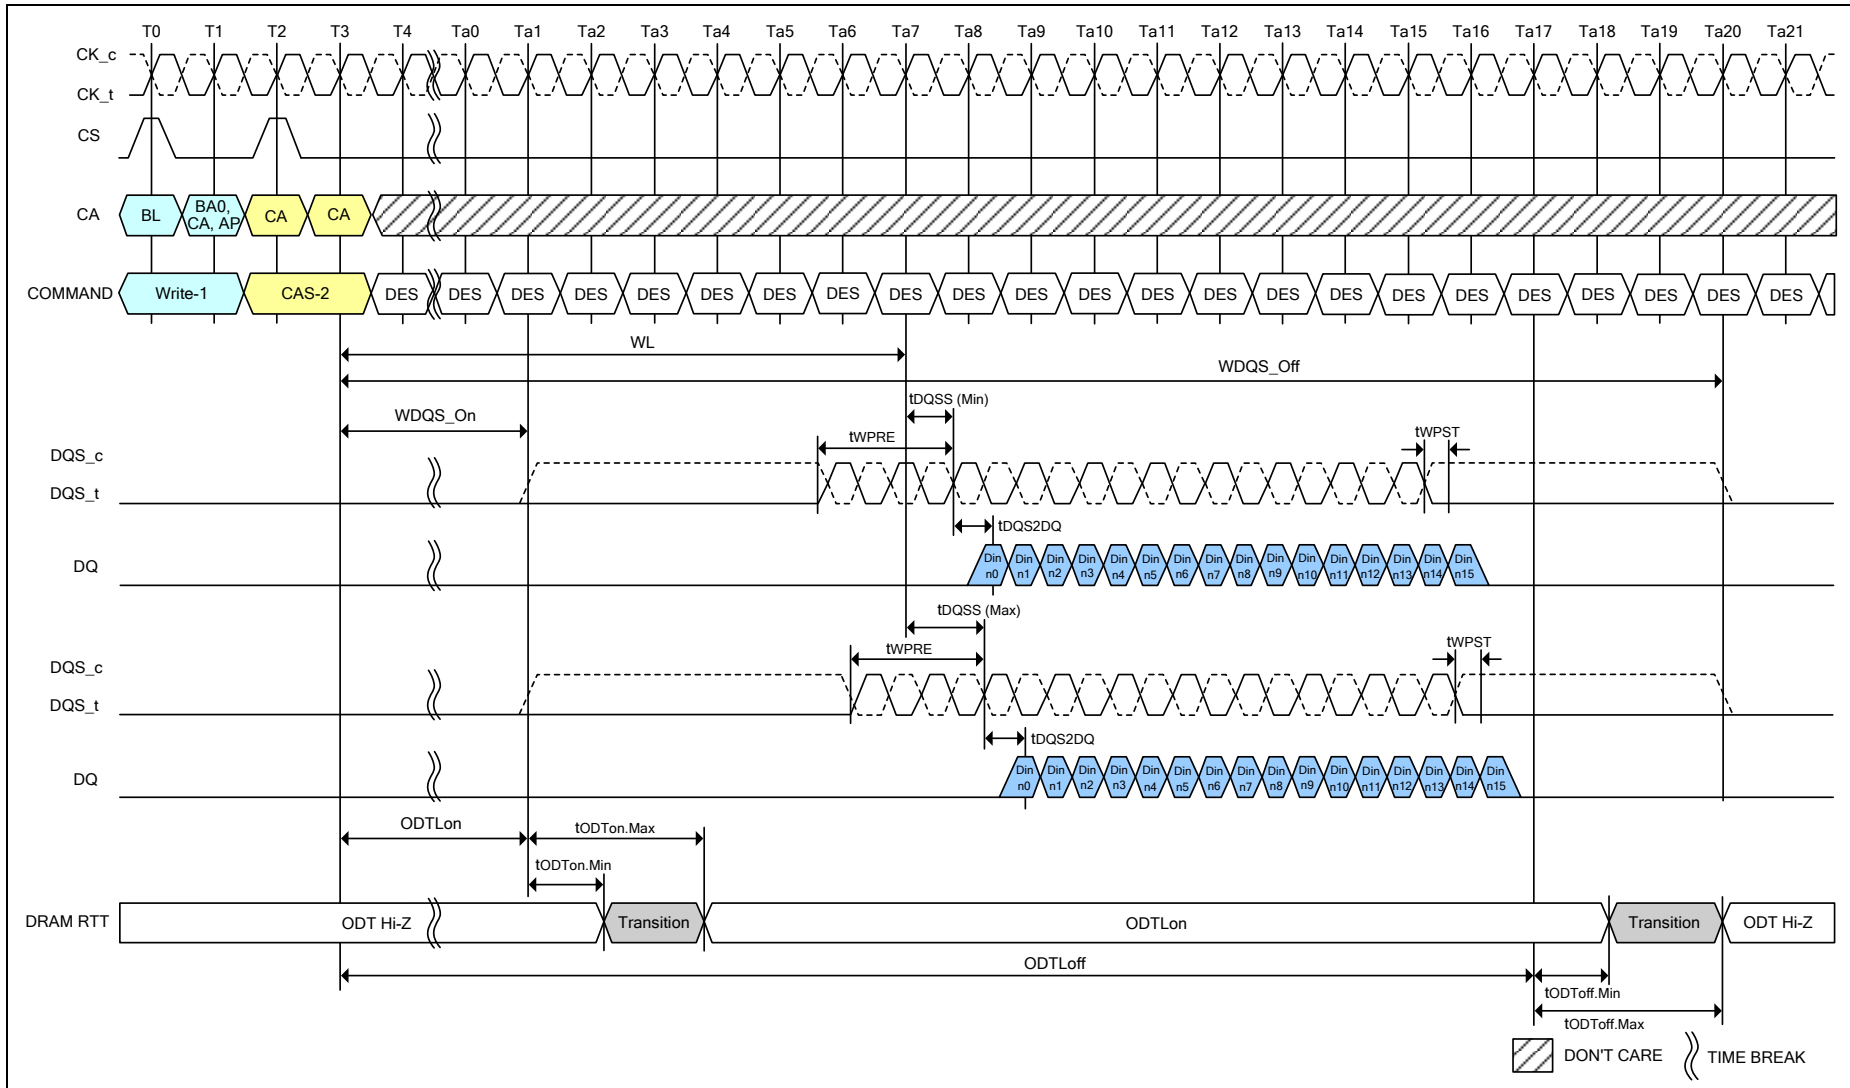 T0 T1 T2 T3 T4 Ta0 Ta1 Ta2 Ta3 Ta4 Ta5 Ta6 Ta7 Ta8 Ta9 Ta10 Ta11 Ta12 Ta13 Ta14 Ta15 Ta16 Ta17 Ta18 Ta19 Ta20 Ta21
CK_c
CK_t
CS
CA BL BA0, CA, AP CA CA
COMMAND Write-1 CAS-2 DES DES DES DES DES DES DES DES DES DES DES DES DES DES DES DES DES DES DES DES DES DES DES
WL
WDQS_Off
tDQSS (Min)
WDQS_On
tWPRE
tWPST
DQS_c
DQS_t
tDQS2DQ
DQ
Din n0 Din n1 Din n2 Din n3 Din n4 Din n5 Din n6 Din n7 Din n8 Din n9 Din n10 Din n11 Din n12 Din n13 Din n14 Din n15
tDQSS (Max)
tWPRE
tWPST
DQS_c
DQS_t
tDQS2DQ
DQ
Din n0 Din n1 Din n2 Din n3 Din n4 Din n5 Din n6 Din n7 Din n8 Din n9 Din n10 Din n11 Din n12 Din n13 Din n14 Din n15
ODTLon
tODTon.Max
tODTon.Min
DRAM RTT ODT Hi-Z Transition ODTLon Transition ODT Hi-Z
ODTLoff
tODToff.Min
tODToff.Max
DON'T CARE
TIME BREAK